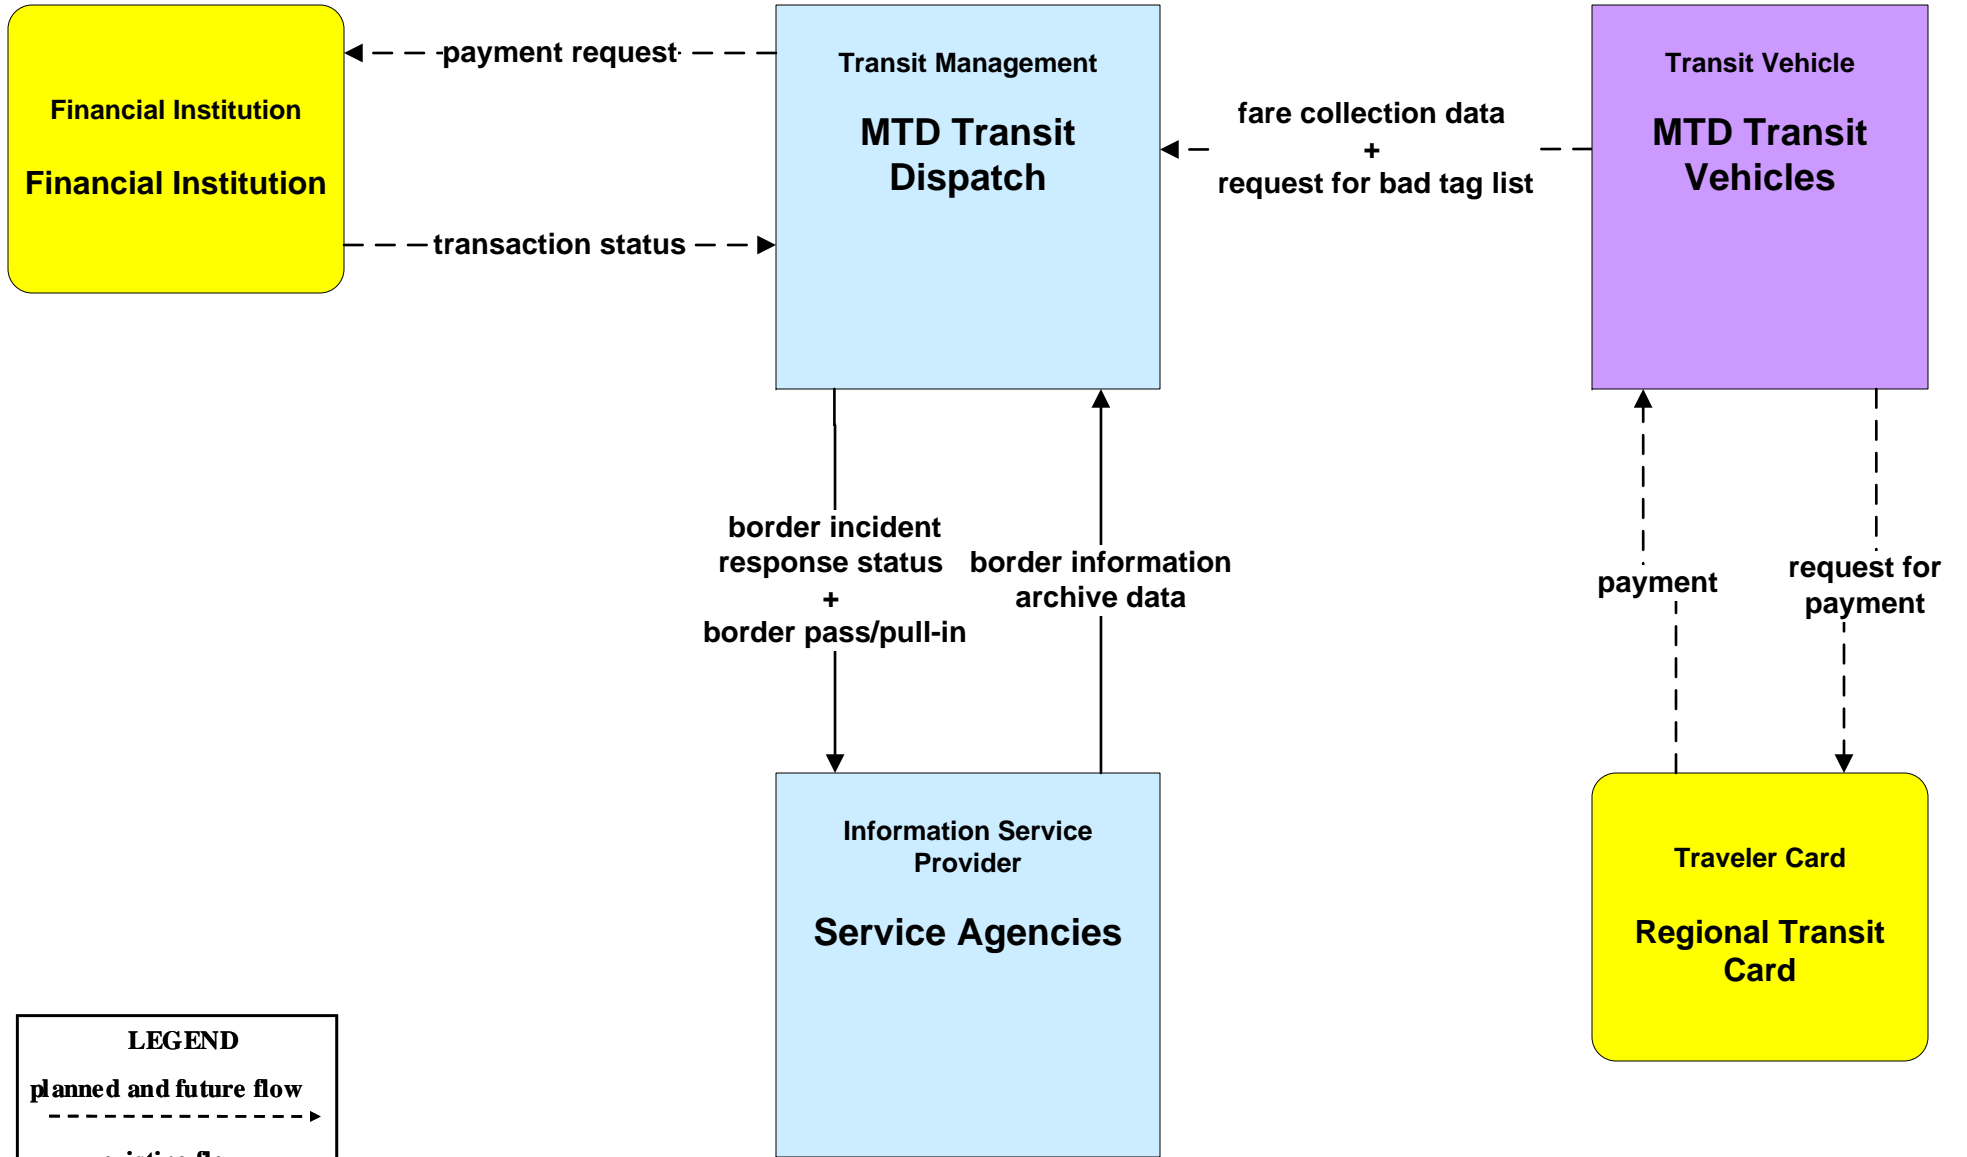 Financial Institution
Financial Institution
payment request
transaction status
Transit Management
MTD Transit
Dispatch
fare collection data
+
request for bad tag list
Transit Vehicle
MTD Transit
Vehicles
border incident
response status
+
border pass/pull-in
border information
archive data
payment
request for
payment
Information Service
Provider
Service Agencies
Traveler Card
Regional Transit
Card
LEGEND
planned and future flow